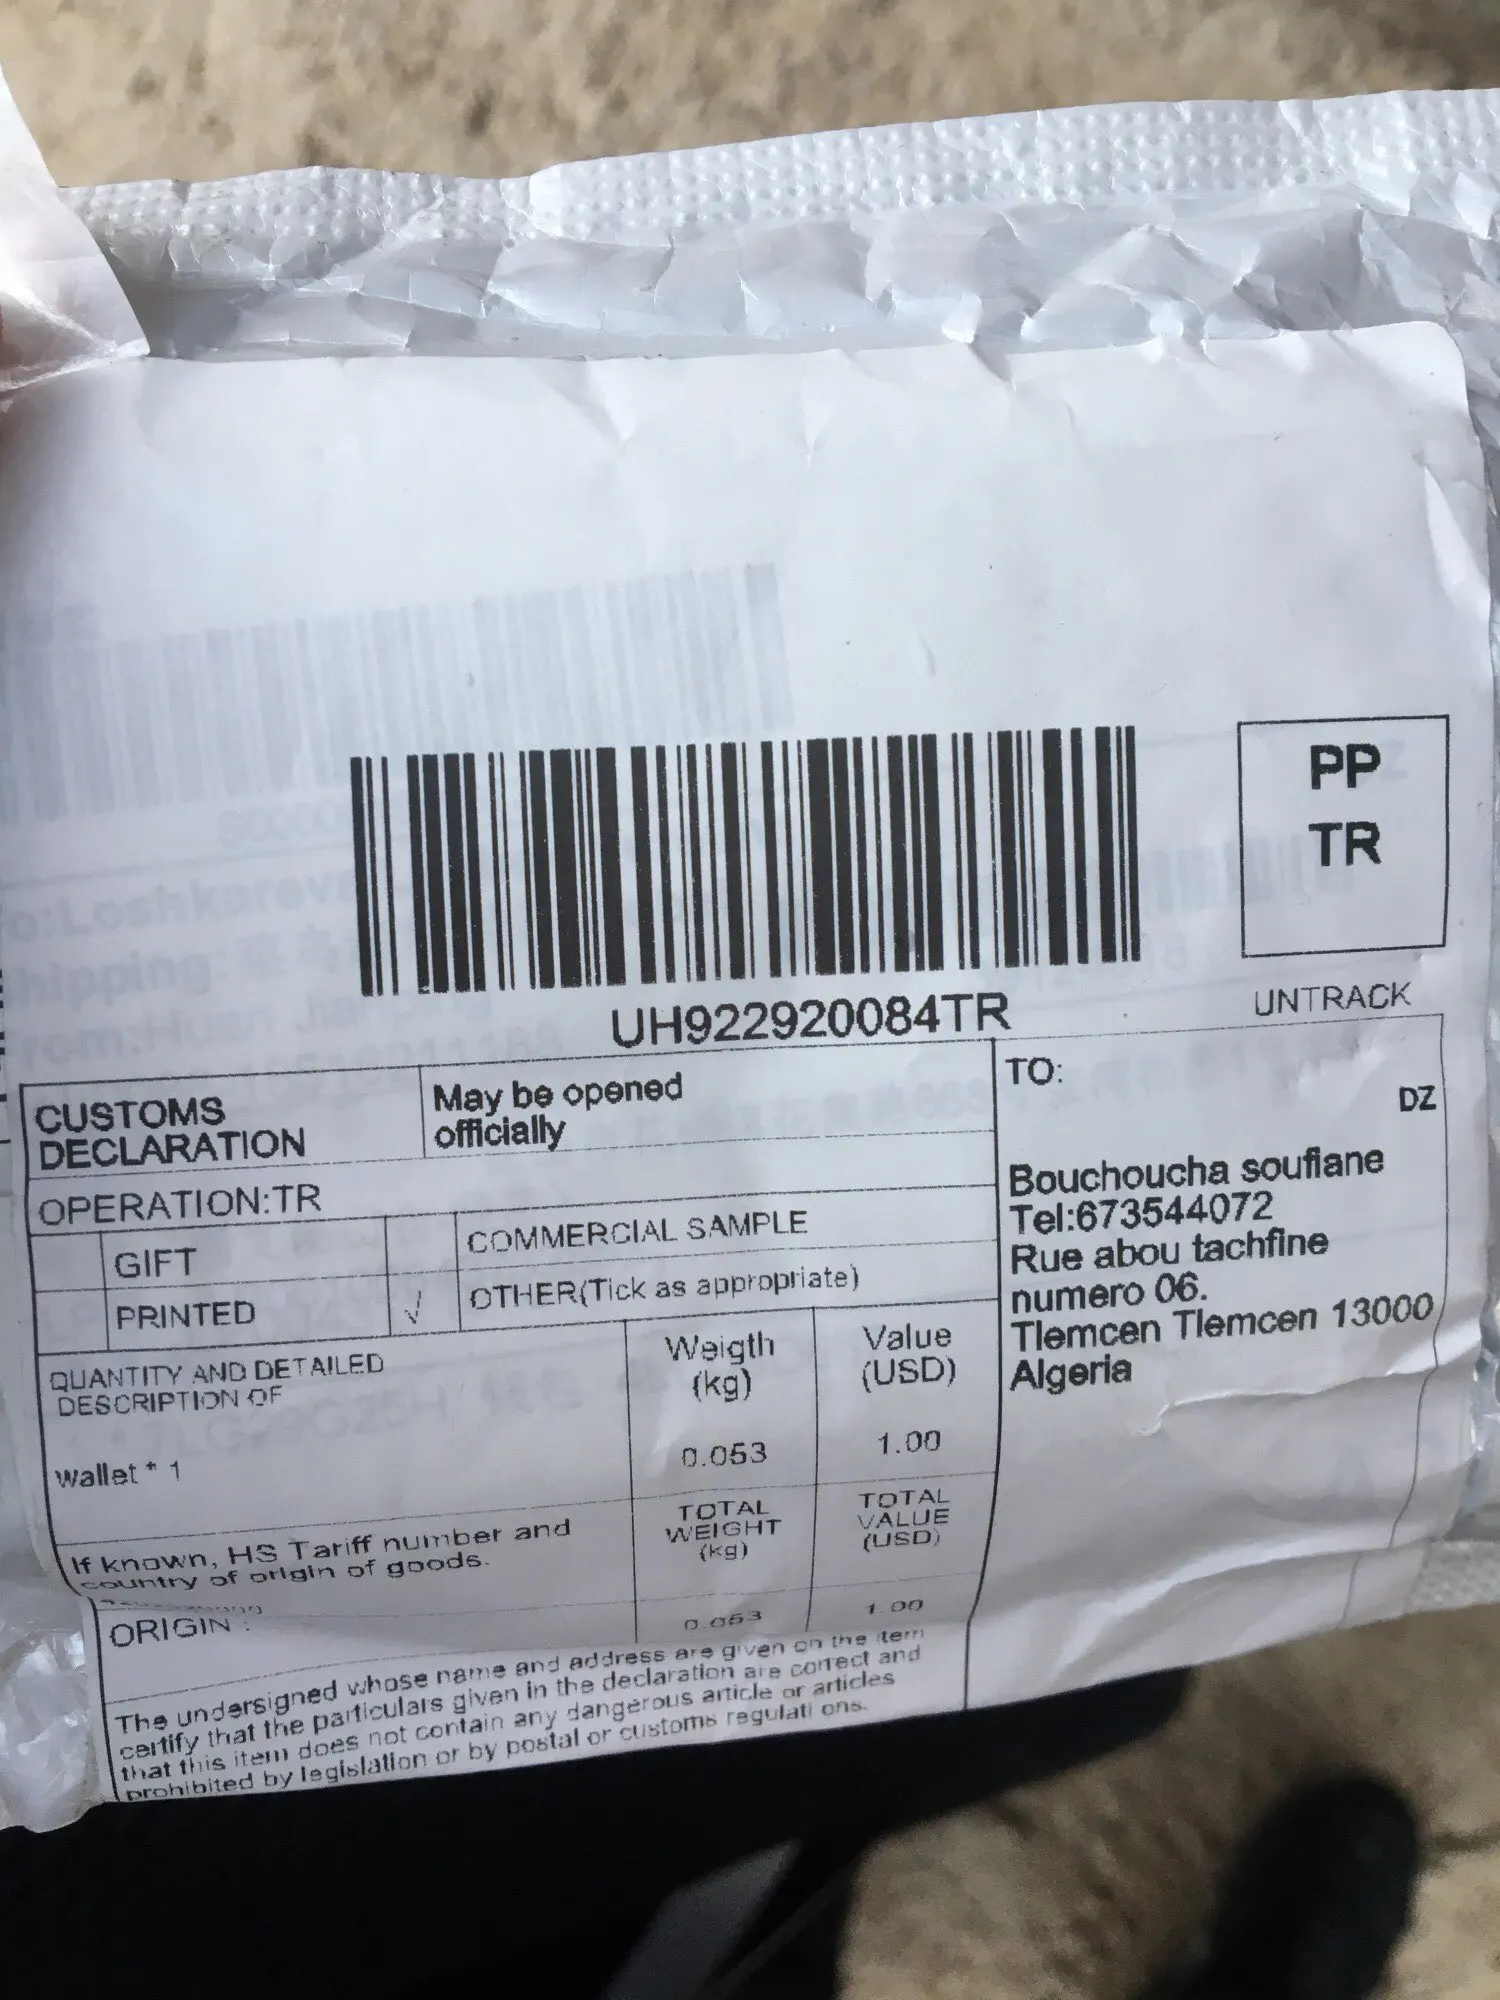 PP
TR
UH922920084TR
UNTRACK
CUSTOMS
DECLARATION
May be opened
officially
OPERATION:TR
GIFT
COMMERCIAL SAMPLE
PRINTED
√
OTHER(Tick as appropriate)
QUANTITY AND DETAILED
DESCRIPTION OF
Weigth
(kg)
Value
(USD)
wallet * 1
0.053
1.00
If known, HS Tariff number and
country of origin of goods.
TOTAL
WEIGHT
(kg)
TOTAL
VALUE
(USD)
ORIGIN :
0.053
1.00
The undersigned whose name and address are given on the item
certify that the particulars given in the declaration are correct and
that this item does not contain any dangerous article or articles
prohibited by legislation or by postal or customs regulati ons.
TO:
DZ
Bouchoucha soufiane
Tel:673544072
Rue abou tachfine
numero 06.
Tlemcen Tlemcen 13000
Algeria